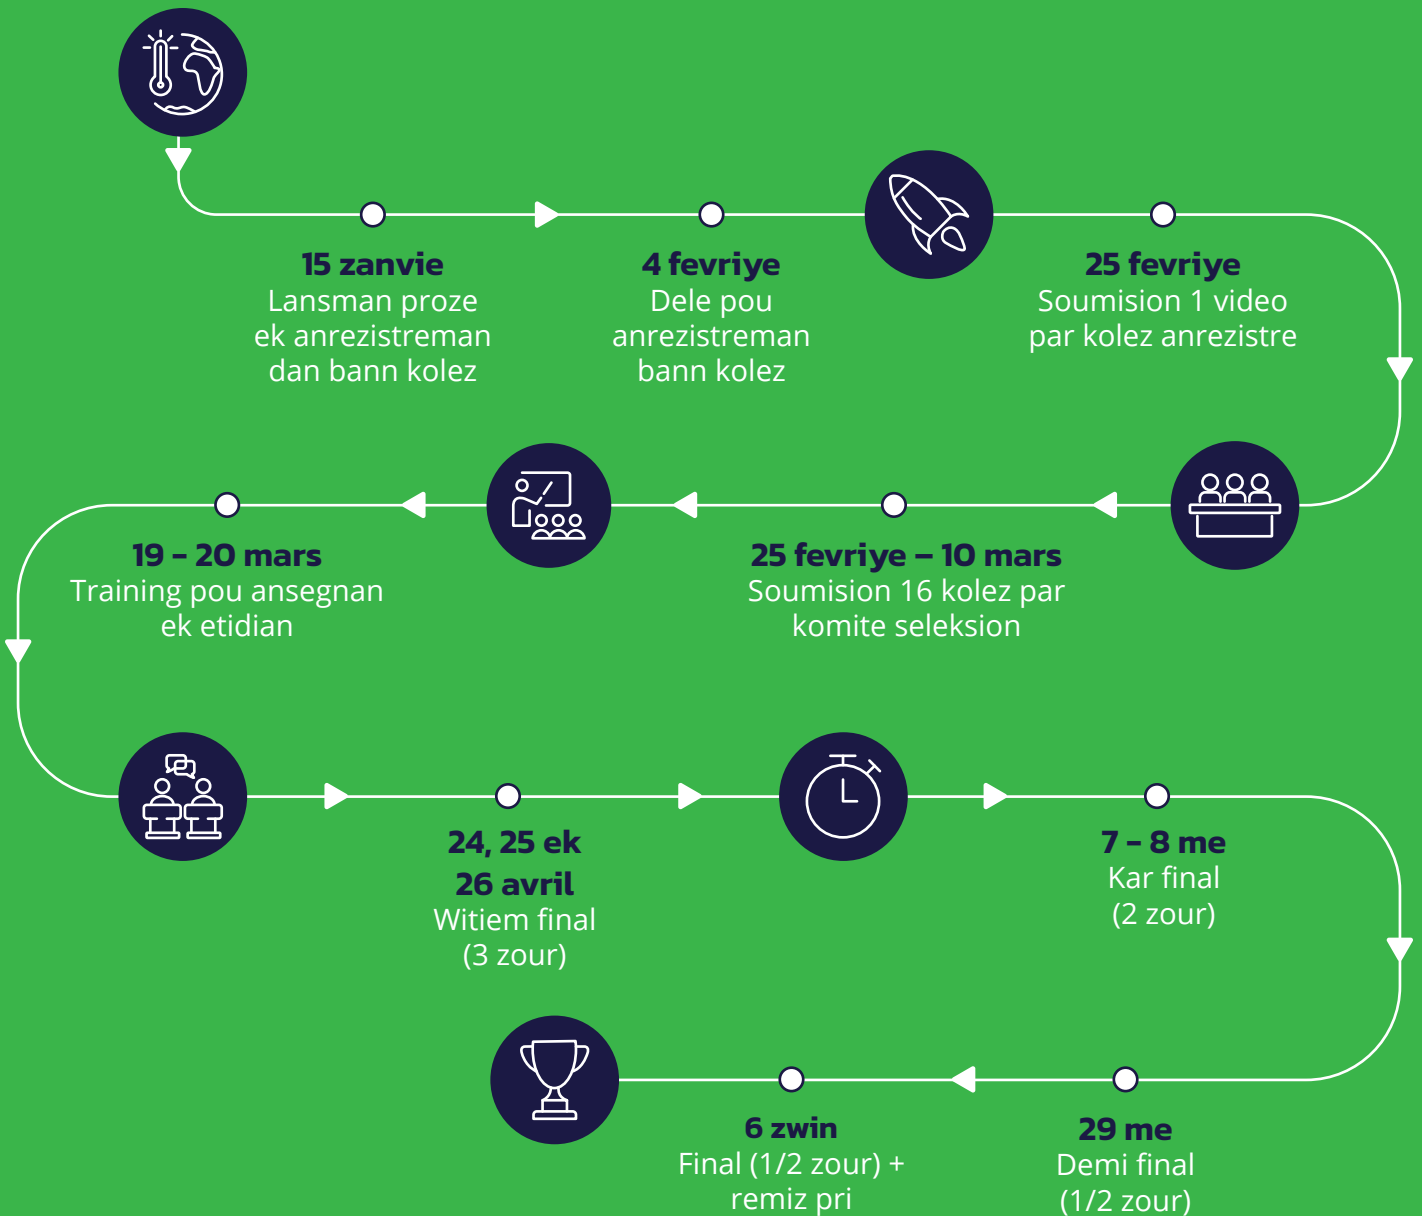 15 zanvie
Lansman proze
ek anrezistreman
dan bann kolez
4 fevriye
Dele pou
anrezistreman
bann kolez
25 fevriye
Soumision 1 video
par kolez anrezistre
25 fevriye – 10 mars
Soumision 16 kolez par
komite seleksion
19 - 20 mars
Training pou ansegnan
ek etidian
24, 25 ek
26 avril
Witiem final
(3 zour)
7 - 8 me
Kar final
(2 zour)
29 me
Demi final
(1/2 zour)
6 zwin
Final (1/2 zour) +
remiz pri